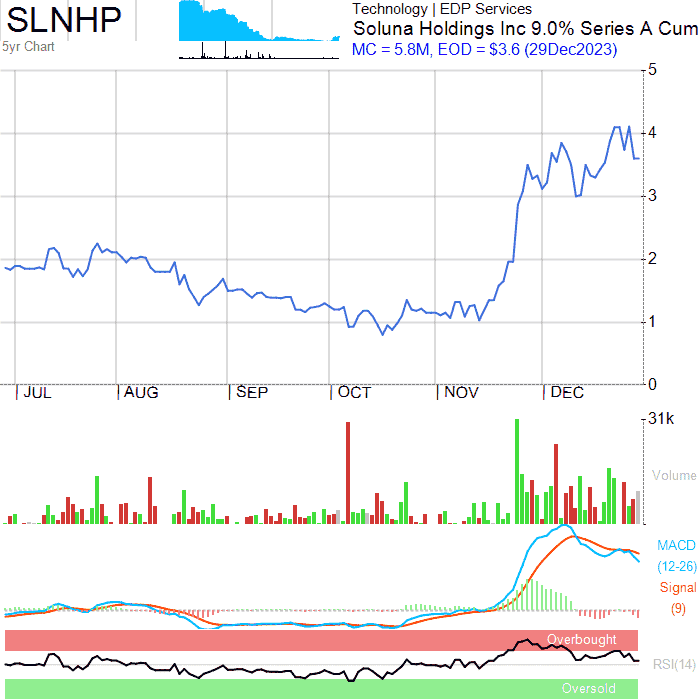 SLNHP
5yr Chart
Technology | EDP Services
Soluna Holdings Inc 9.0% Series A Cum
MC = 5.8M, EOD = $3.6 (29Dec2023)
5
4
3
2
1
0
JUL AUG SEP OCT NOV DEC
31k
Volume
MACD
(12-26)
Signal
(9)
Overbought
RSI(14)
Oversold